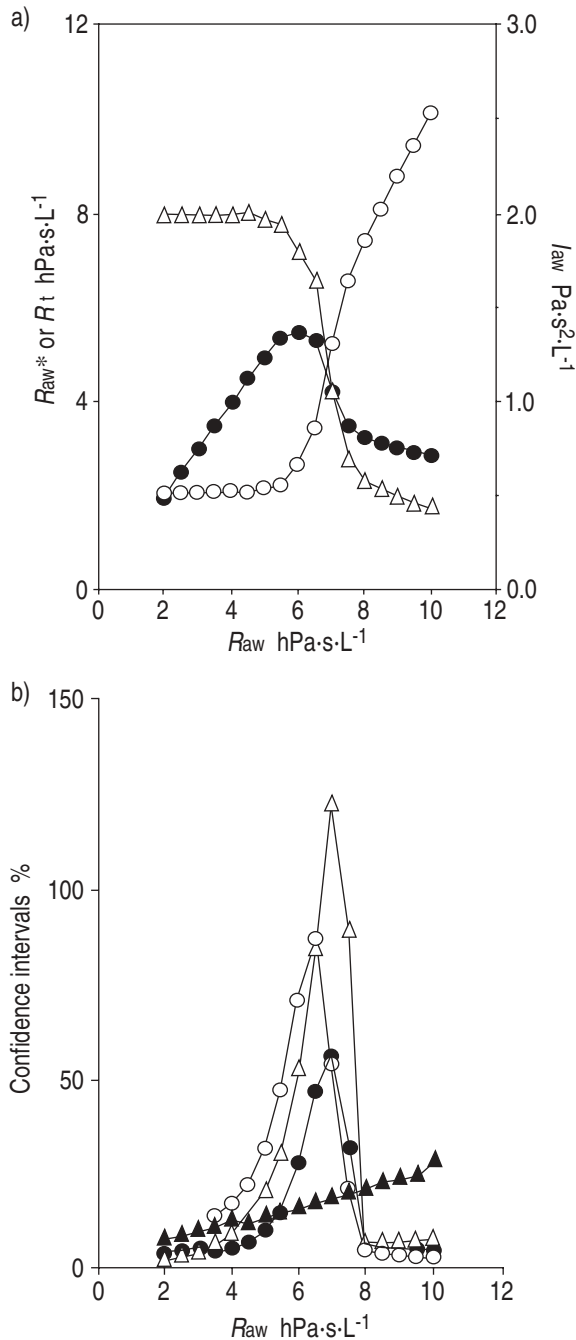 a)
12
8
4
0
3.0
2.0
1.0
0.0
Raw* or Rt hPa·s·L-1
Iaw Pa·s2·L-1
0 2 4 6 8 10 12
Raw hPa·s·L-1
b)
150
100
50
0
Confidence intervals %
0 2 4 6 8 10 12
Raw hPa·s·L-1